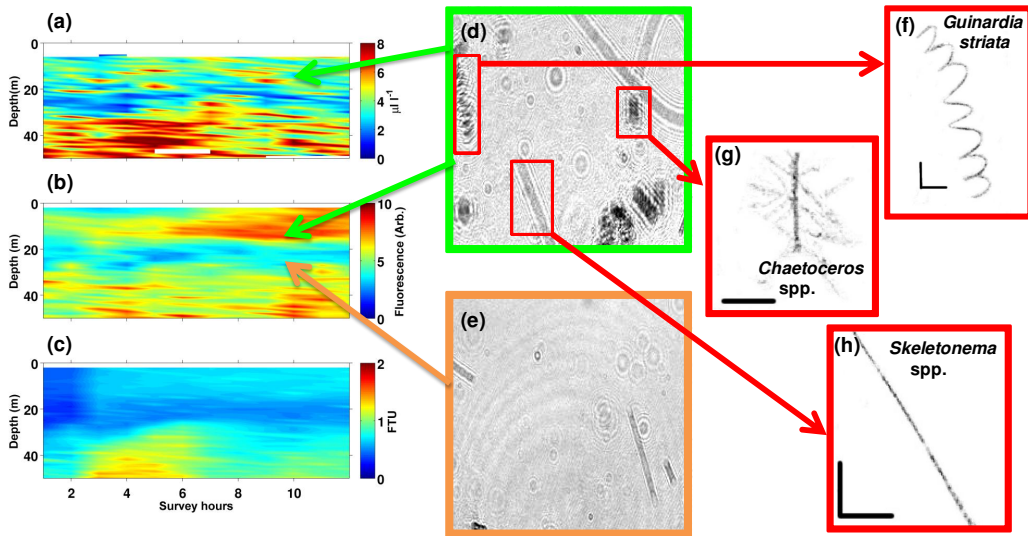 (a)
0
20
40
Depth(m)
8
6
4
2
0
µl l⁻¹
(b)
0
20
40
Depth (m)
10
5
0
Fluorescence (Arb.)
(c)
0
20
40
Depth (m)
2
1
0
FTU
2
4
6
8
10
Survey hours
(d)
(e)
(f)
Guinardia
striata
(g)
Chaetoceros
spp.
(h)
Skeletonema
spp.